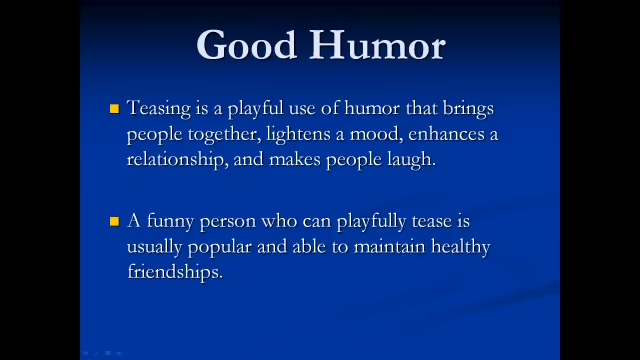 Good Humor
Teasing is a playful use of humor that brings
people together, lightens a mood, enhances a
relationship, and makes people laugh.
A funny person who can playfully tease is
usually popular and able to maintain healthy
friendships.